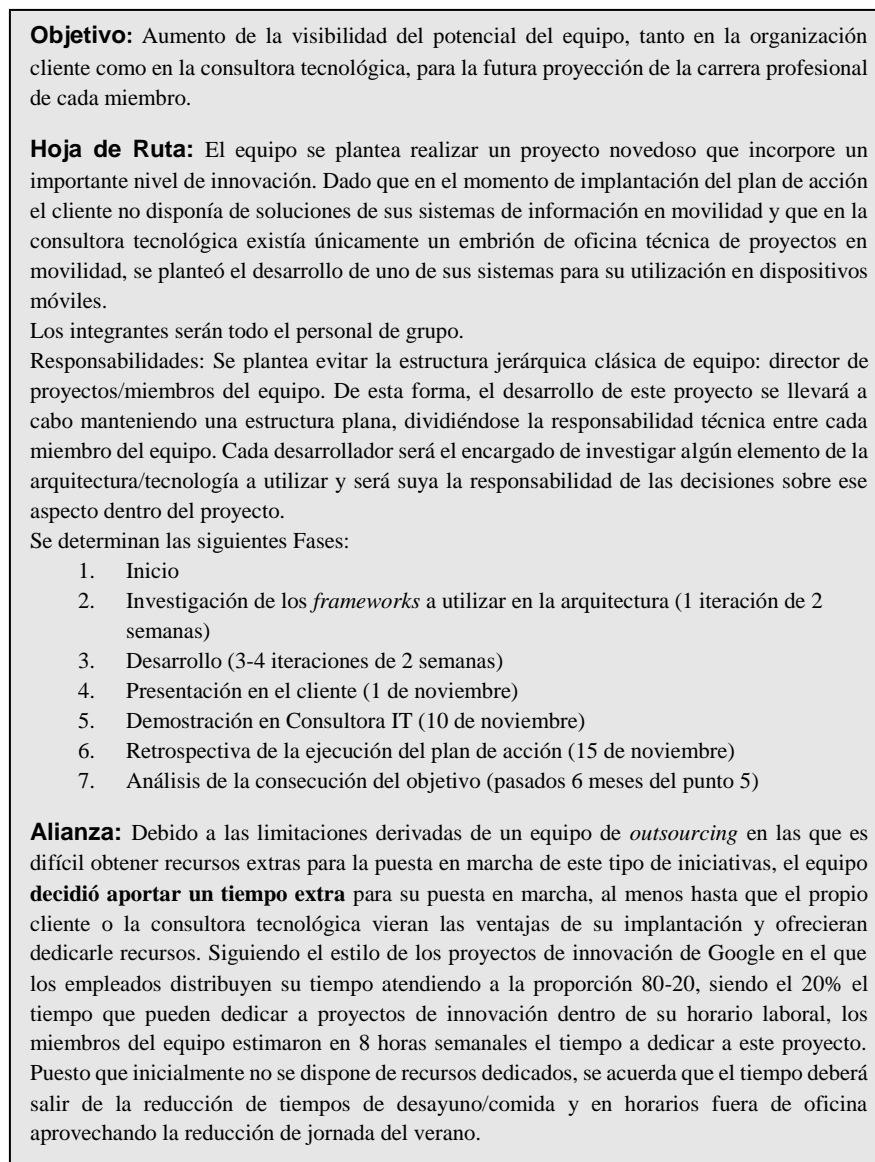 Objetivo: Aumento de la visibilidad del potencial del equipo, tanto en la organización
cliente como en la consultora tecnológica, para la futura proyección de la carrera profesional
de cada miembro.
Hoja de Ruta: El equipo se plantea realizar un proyecto novedoso que incorpore un
importante nivel de innovación. Dado que en el momento de implantación del plan de acción
el cliente no disponía de soluciones de sus sistemas de información en movilidad y que en la
consultora tecnológica existía únicamente un embrión de oficina técnica de proyectos en
movilidad, se planteó el desarrollo de uno de sus sistemas para su utilización en dispositivos
móviles.
Los integrantes serán todo el personal de grupo.
Responsabilidades: Se plantea evitar la estructura jerárquica clásica de equipo: director de
proyectos/miembros del equipo. De esta forma, el desarrollo de este proyecto se llevará a
cabo manteniendo una estructura plana, dividiéndose la responsabilidad técnica entre cada
miembro del equipo. Cada desarrollador será el encargado de investigar algún elemento de la
arquitectura/tecnología a utilizar y será suya la responsabilidad de las decisiones sobre ese
aspecto dentro del proyecto.
Se determinan las siguientes Fases:
1. Inicio
2. Investigación de los frameworks a utilizar en la arquitectura (1 iteración de 2
semanas)
3. Desarrollo (3-4 iteraciones de 2 semanas)
4. Presentación en el cliente (1 de noviembre)
5. Demostración en Consultora IT (10 de noviembre)
6. Retrospectiva de la ejecución del plan de acción (15 de noviembre)
7. Análisis de la consecución del objetivo (pasados 6 meses del punto 5)
Alianza: Debido a las limitaciones derivadas de un equipo de outsourcing en las que es
difícil obtener recursos extras para la puesta en marcha de este tipo de iniciativas, el equipo
decidió aportar un tiempo extra para su puesta en marcha, al menos hasta que el propio
cliente o la consultora tecnológica vieran las ventajas de su implantación y ofrecieran
dedicarle recursos. Siguiendo el estilo de los proyectos de innovación de Google en el que
los empleados distribuyen su tiempo atendiendo a la proporción 80-20, siendo el 20% el
tiempo que pueden dedicar a proyectos de innovación dentro de su horario laboral, los
miembros del equipo estimaron en 8 horas semanales el tiempo a dedicar a este proyecto.
Puesto que inicialmente no se dispone de recursos dedicados, se acuerda que el tiempo deberá
salir de la reducción de tiempos de desayuno/comida y en horarios fuera de oficina
aprovechando la reducción de jornada del verano.